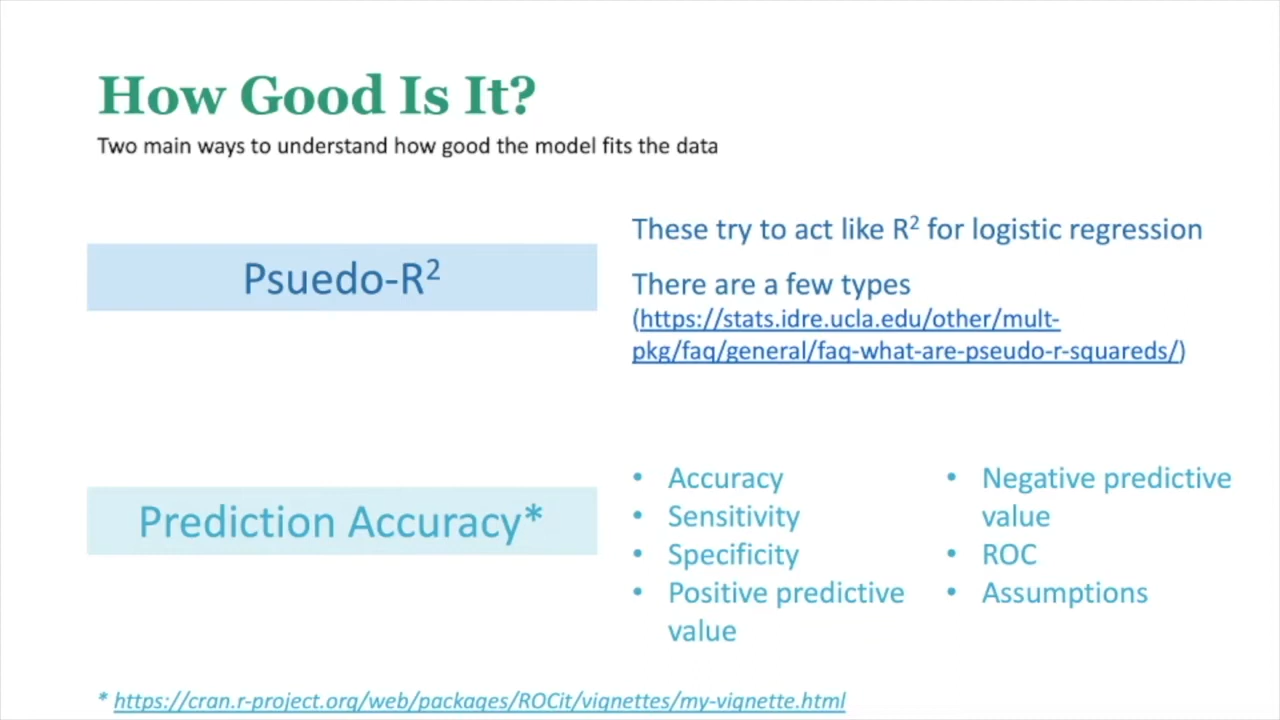 How Good Is It?
Two main ways to understand how good the model fits the data
Psuedo-R²
These try to act like R² for logistic regression
There are a few types
(https://stats.idre.ucla.edu/other/mult-
pkg/faq/general/faq-what-are-pseudo-r-squareds/)
Prediction Accuracy*
• Accuracy
• Sensitivity
• Specificity
• Positive predictive
value
• Negative predictive
value
• ROC
• Assumptions
* https://cran.r-project.org/web/packages/ROCit/vignettes/my-vignette.html